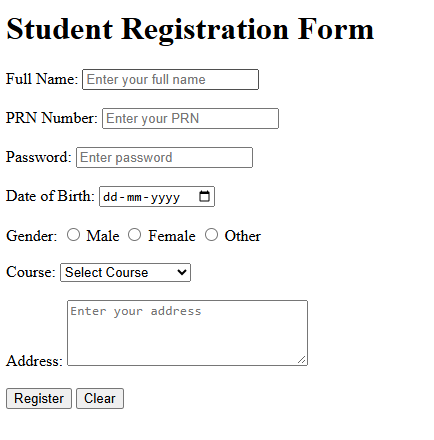 Student Registration Form
Full Name: Enter your full name
PRN Number: Enter your PRN
Password: Enter password
Date of Birth: dd-mm-yyyy
Gender: Male Female Other
Course: Select Course
Enter your address
Address:
Register Clear